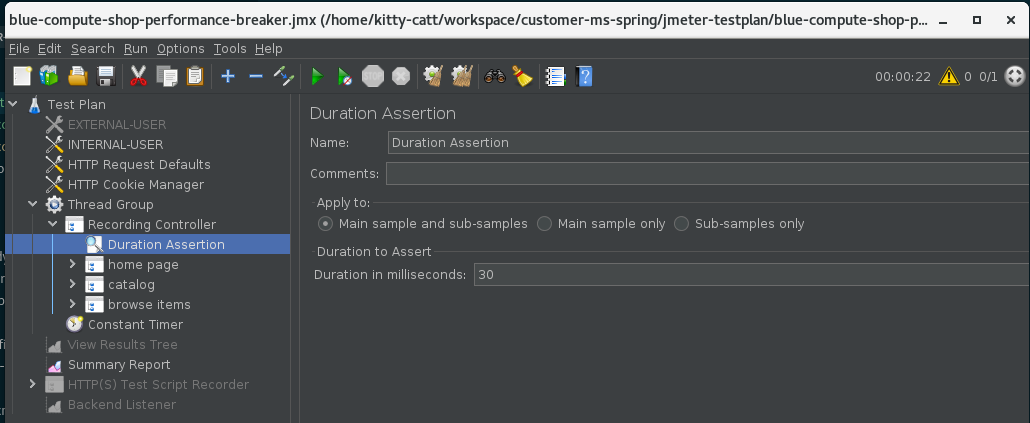 blue-compute-shop-performance-breaker.jmx (/home/kitty-catt/workspace/customer-ms-spring/jmeter-testplan/blue-compute-shop-p...
File Edit Search Run Options Tools Help
STOP 00:00:22 0 0/1
Test Plan
EXTERNAL-USER
INTERNAL-USER
HTTP Request Defaults
HTTP Cookie Manager
Thread Group
Recording Controller
Duration Assertion
home page
catalog
browse items
Constant Timer
View Results Tree
Summary Report
HTTP(S) Test Script Recorder
Backend Listener
Duration Assertion
Name: Duration Assertion
Comments:
Apply to:
Main sample and sub-samples Main sample only Sub-samples only
Duration to Assert
Duration in milliseconds: 30